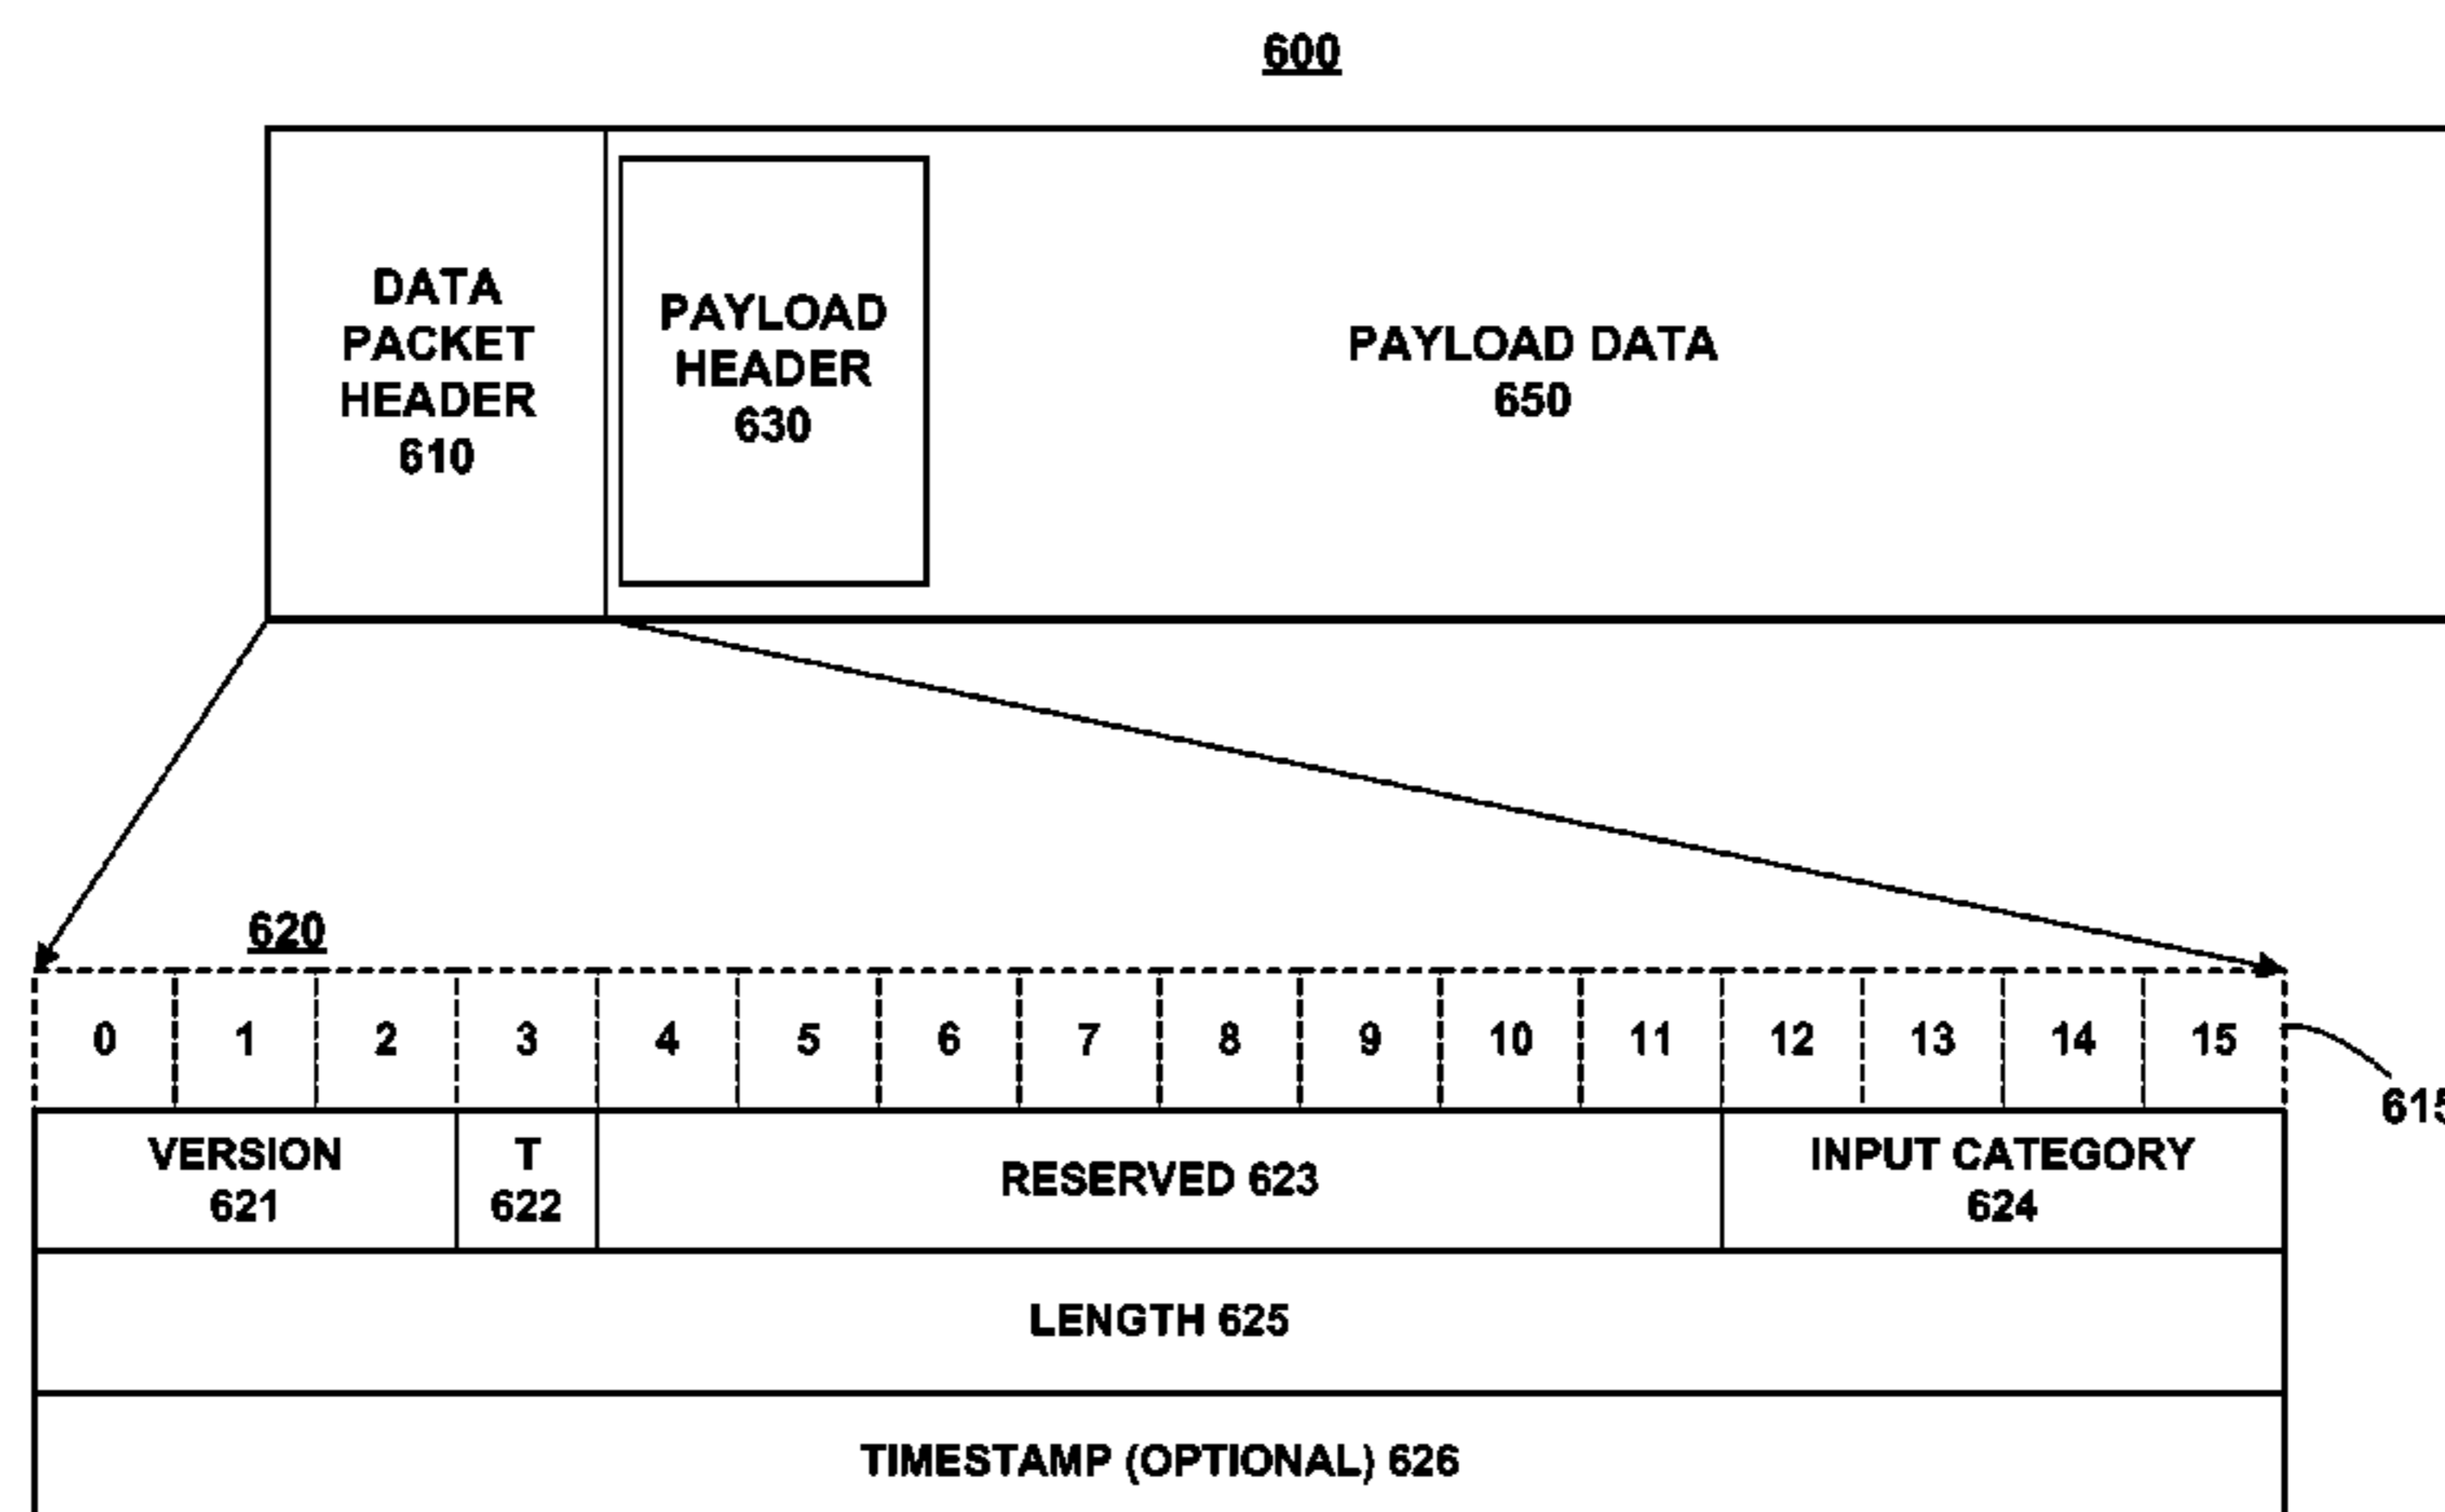 600
DATA
PACKET
HEADER
610
PAYLOAD
HEADER
630
PAYLOAD DATA
650
620
0 1 2 3 4 5 6 7 8 9 10 11 12 13 14 15
615
VERSION
621
T
622
RESERVED 623
INPUT CATEGORY
624
LENGTH 625
TIMESTAMP (OPTIONAL) 626